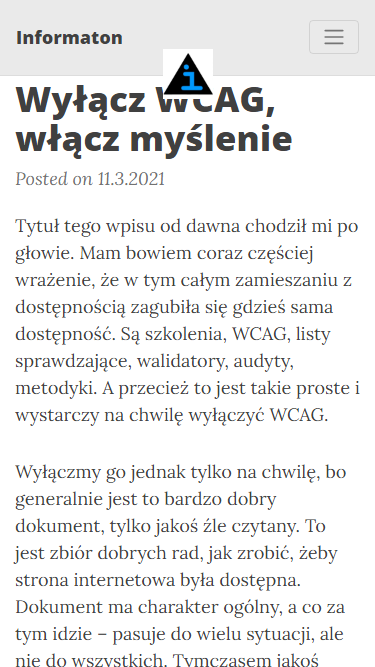 Informaton
i
Wyłącz WCAG,
włącz myślenie
Posted on 11.3.2021
Tytuł tego wpisu od dawna chodził mi po
głowie. Mam bowiem coraz częściej
wrażenie, że w tym całym zamieszaniu z
dostępnością zagubiła się gdzieś sama
dostępność. Są szkolenia, WCAG, listy
sprawdzające, walidatory, audyty,
metodyki. A przecież to jest takie proste i
wystarczy na chwilę wyłączyć WCAG.
Wyłączmy go jednak tylko na chwilę, bo
generalnie jest to bardzo dobry
dokument, tylko jakoś źle czytany. To
jest zbiór dobrych rad, jak zrobić, żeby
strona internetowa była dostępna.
Dokument ma charakter ogólny, a co za
tym idzie – pasuje do wielu sytuacji, ale
nie do wszystkich. Tymczasem jakoś